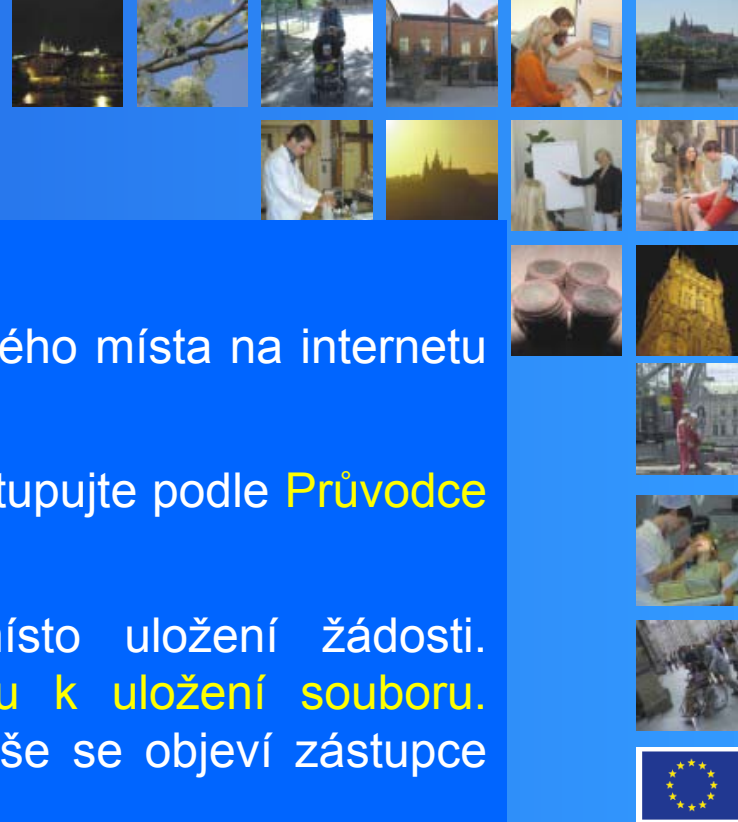 ého místa na internetu
tupujte podle Průvodce
ísto uložení žádosti.
u k uložení souboru.
še se objeví zástupce